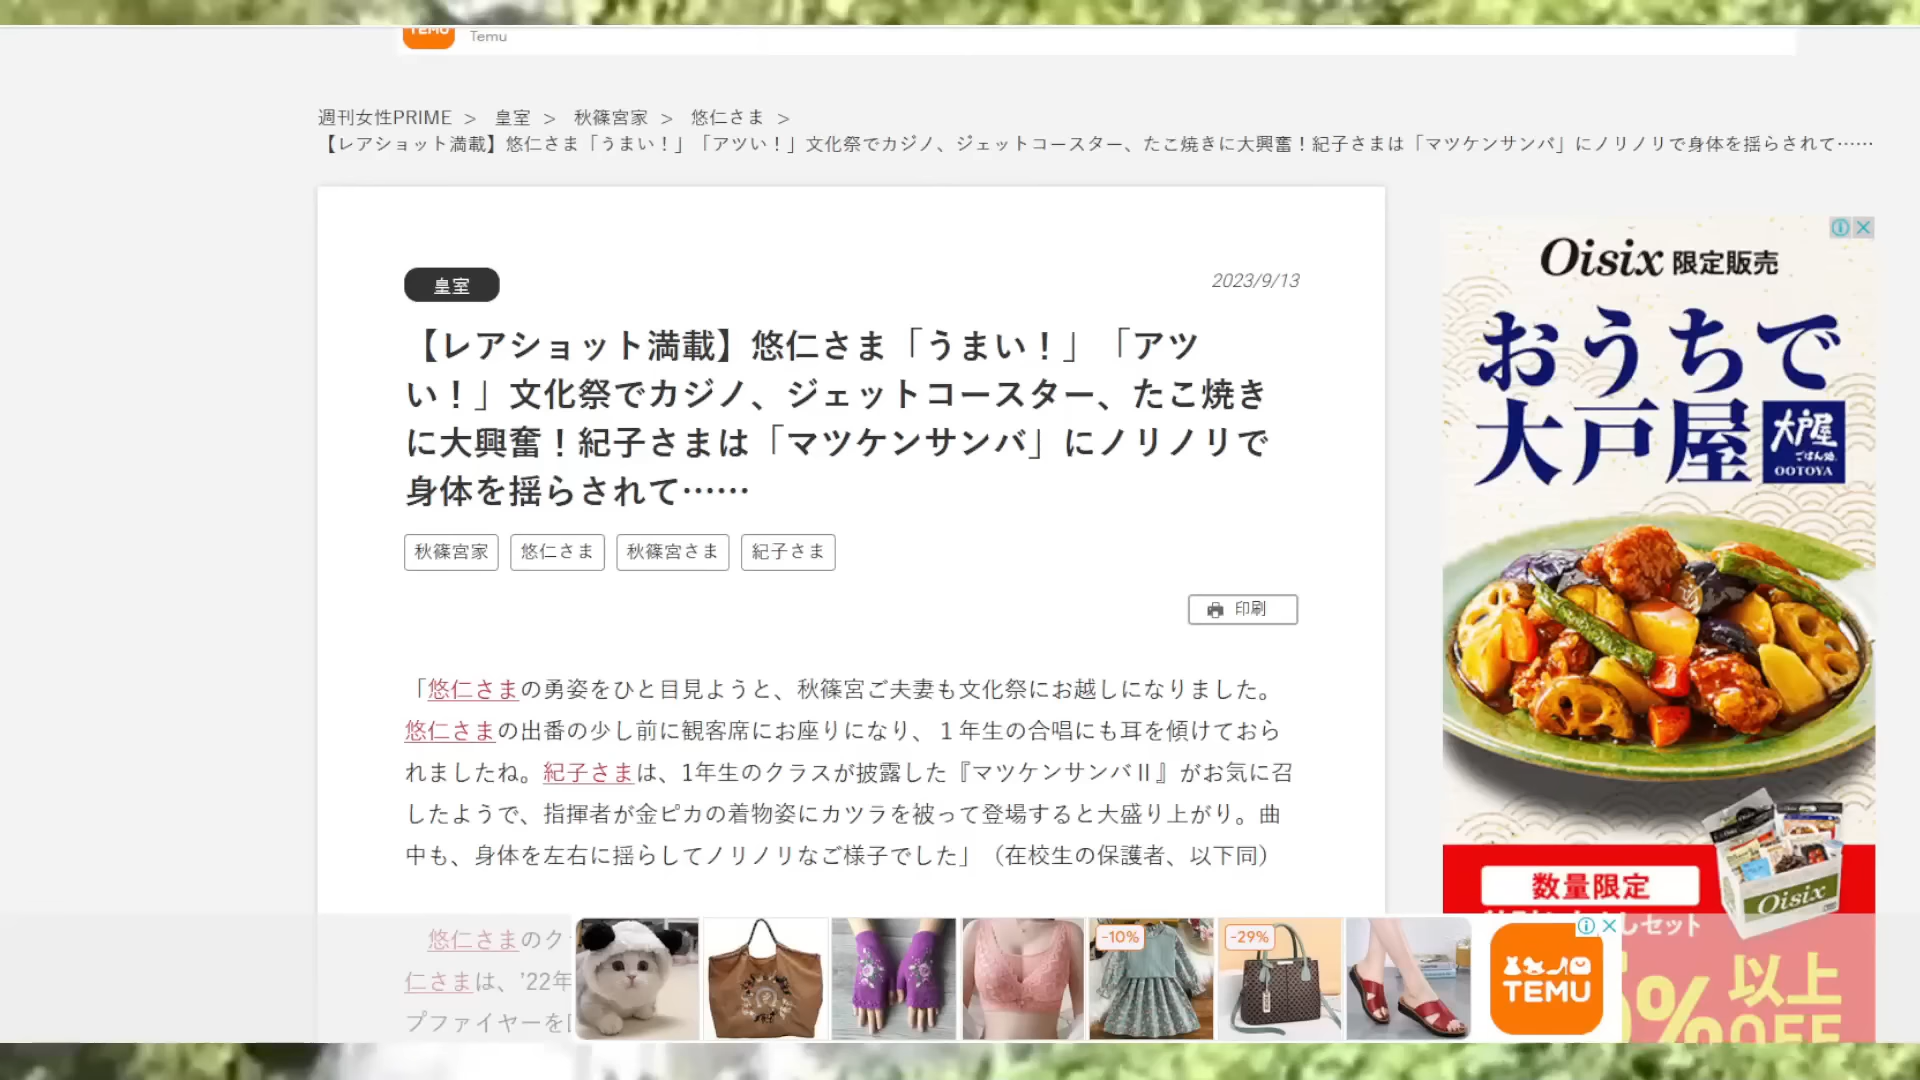 TEMU
Temu
週刊女性PRIME > 皇室 > 秋篠宮家 > 悠仁さま >
【レアショット満載】悠仁さま「うまい！」「アツい！」文化祭でカジノ、ジェットコースター、たこ焼きに大興奮！紀子さまは「マツケンサンバ」にノリノリで身体を揺らされて……
皇室
2023/9/13
【レアショット満載】悠仁さま「うまい！」「アツ
い！」文化祭でカジノ、ジェットコースター、たこ焼き
に大興奮！紀子さまは「マツケンサンバ」にノリノリで
身体を揺らされて……
秋篠宮家 悠仁さま 秋篠宮さま 紀子さま
印刷
「悠仁さまの勇姿をひと目見ようと、秋篠宮ご夫妻も文化祭にお越しになりました。
悠仁さまの出番の少し前に観客席にお座りになり、１年生の合唱にも耳を傾けておら
れましたね。紀子さまは、1年生のクラスが披露した『マツケンサンバⅡ』がお気に召
したようで、指揮者が金ピカの着物姿にカツラを被って登場すると大盛り上がり。曲
中も、身体を左右に揺らしてノリノリなご様子でした」（在校生の保護者、以下同）
悠仁さまのク
仁さまは、’22年
プファイヤーを
Oisix 限定販売
おうちで
大戸屋
大戸屋
ごはん処
OOTOYA
数量限定
しセット
Oisix
%以上
OFF
-10%
-29%
TEMU